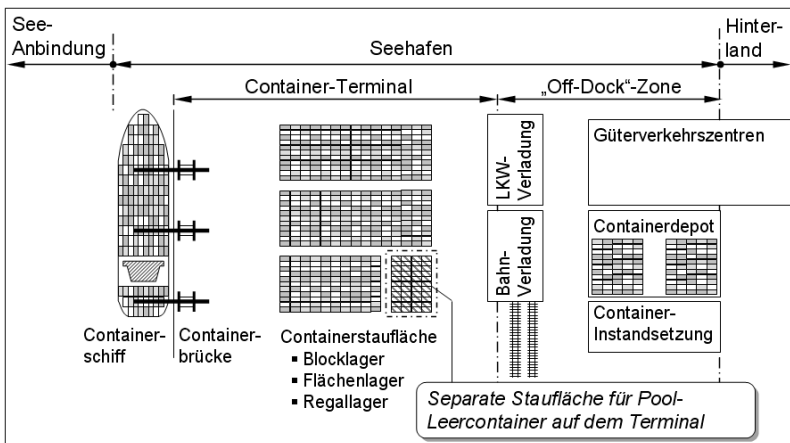 See-
Anbindung
Seehafen
Hinter-
land
Container-Terminal
„Off-Dock“-Zone
LKW-
Verladung
Güterverkehrszentren
Bahn-
Verladung
Containerdepot
Container-
schiff
Container-
brücke
Containerstaufläche
▪ Blocklager
▪ Flächenlager
▪ Regallager
Container-
Instandsetzung
Separate Staufläche für Pool-
Leercontainer auf dem Terminal